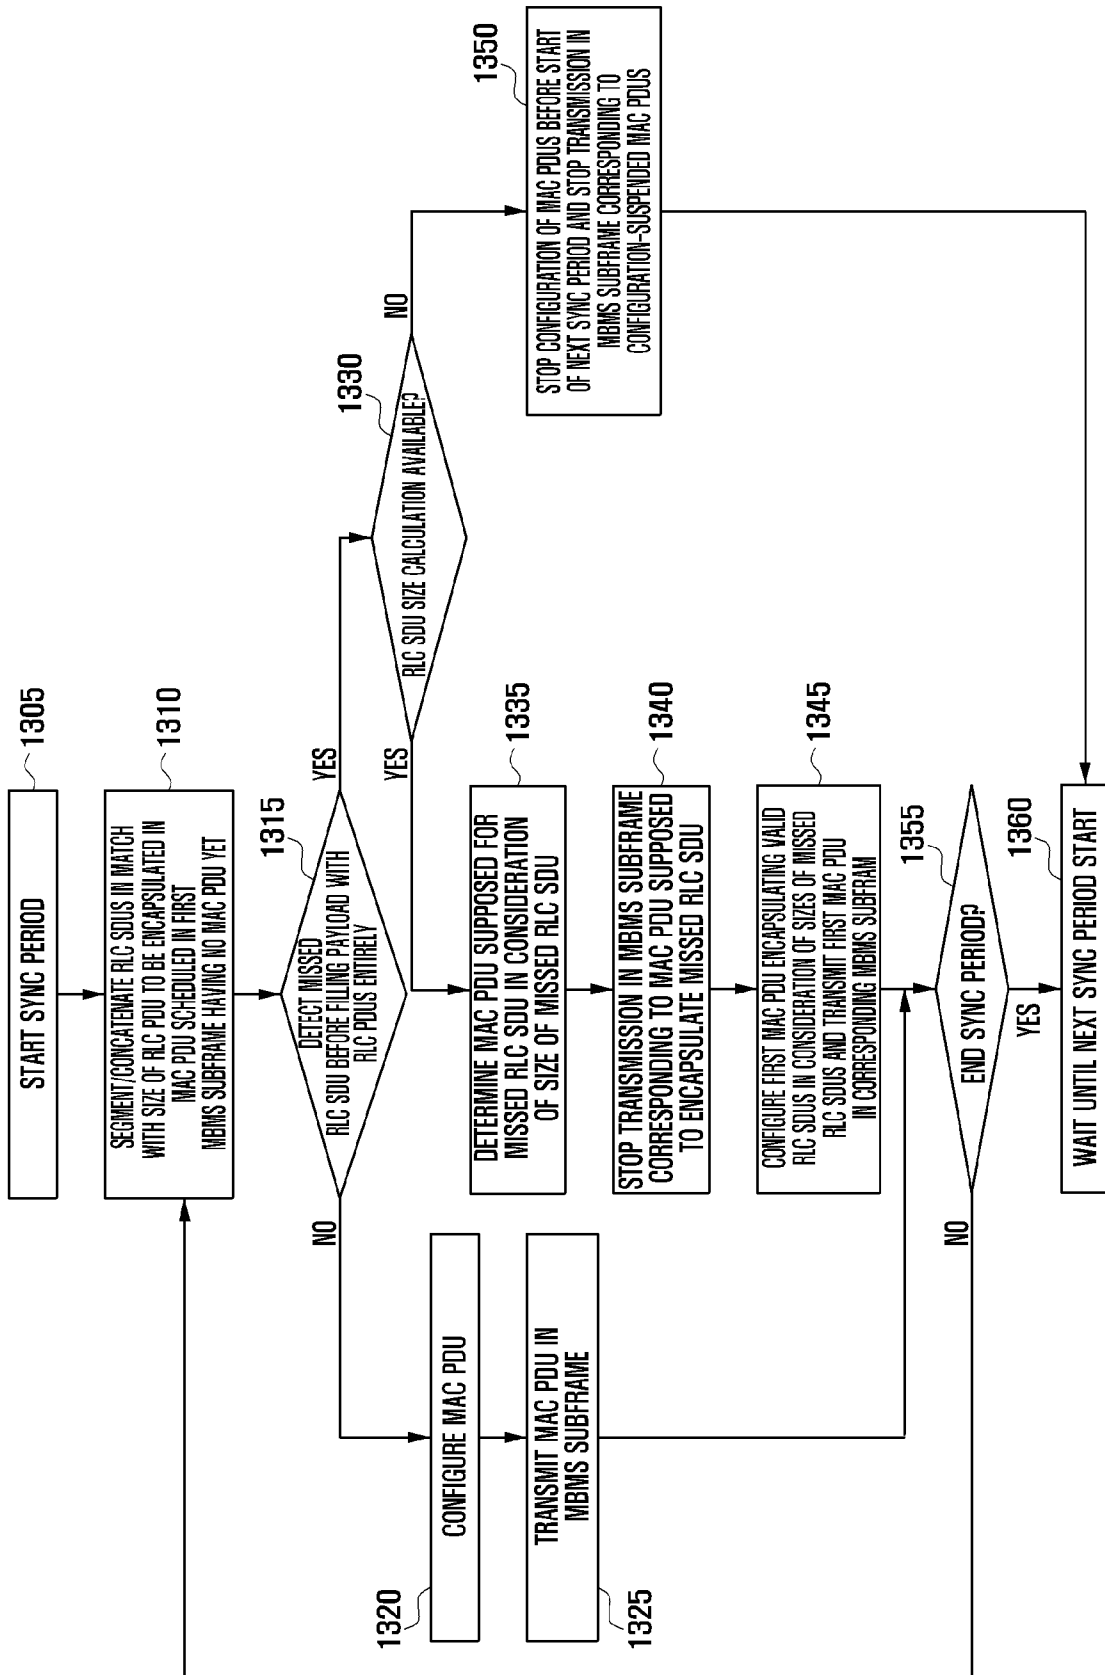 START SYNC PERIOD
1305
SEGMENT/CONCATENATE RLC SDUS IN MATCH
WITH SIZE OF RLC PDU TO BE ENCAPSULATED IN
MAC PDU SCHEDULED IN FIRST
MBMS SUBFRAME HAVING NO MAC PDU YET
1310
DETECT MISSED
RLC SDU BEFORE FILLING PAYLOAD WITH
RLC PDUS ENTIRELY
1315
NO
YES
CONFIGURE MAC PDU
1320
TRANSMIT MAC PDU IN
MBMS SUBFRAME
1325
RLC SDU SIZE CALCULATION AVAILABLE?
1330
YES
NO
DETERMINE MAC PDU SUPPOSED FOR
MISSED RLC SDU IN CONSIDERATION
OF SIZE OF MISSED RLC SDU
1335
STOP TRANSMISSION IN MBMS SUBFRAME
CORRESPONDING TO MAC PDU SUPPOSED
TO ENCAPSULATE MISSED RLC SDU
1340
CONFIGURE FIRST MAC PDU ENCAPSULATING VALID
RLC SDUS IN CONSIDERATION OF SIZES OF MISSED
RLC SDUS AND TRANSMIT FIRST MAC PDU
IN CORRESPONDING MBMS SUBFRAM
1345
STOP CONFIGURATION OF MAC PDUS BEFORE START
OF NEXT SYNC PERIOD AND STOP TRANSMISSION IN
MBMS SUBFRAME CORRESPONDING TO
CONFIGURATION-SUSPENDED MAC PDUS
1350
END SYNC PERIOD?
1355
NO
YES
WAIT UNTIL NEXT SYNC PERIOD START
1360